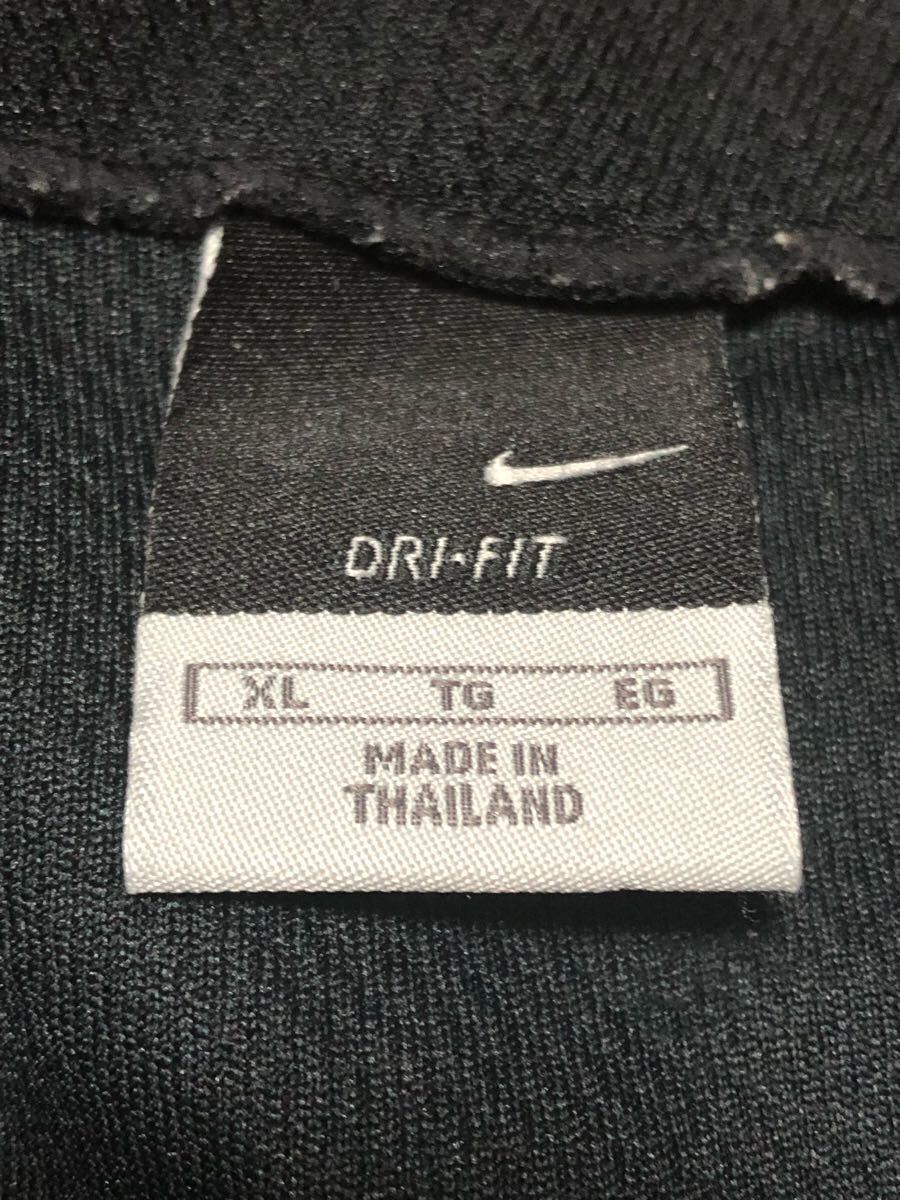 DRI-FIT
XL TG EG
MADE IN
THAILAND